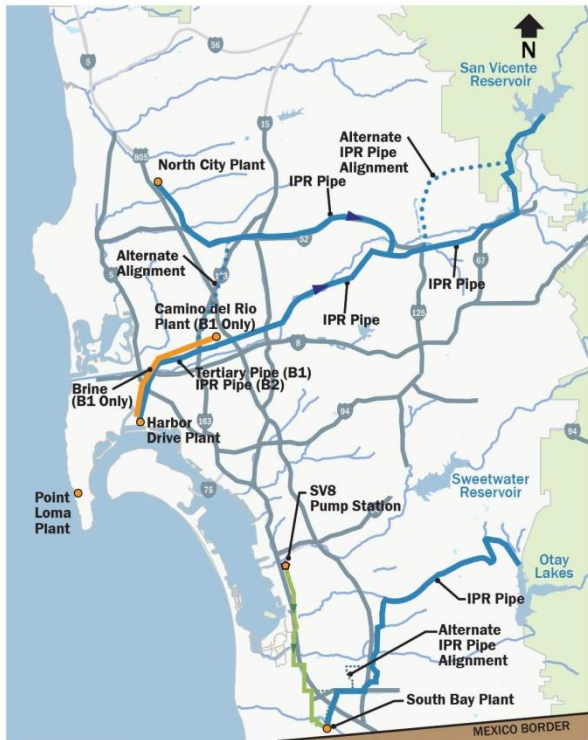 5
56
N
San Vicente
Reservoir
15
805
North City Plant
Alternate
IPR Pipe
Alignment
IPR Pipe
52
Alternate
Alignment
163
5
67
IPR Pipe
Camino del Rio
Plant (B1 Only)
IPR Pipe
125
8
Tertiary Pipe (B1)
IPR Pipe (B2)
Brine
(B1 Only)
94
Harbor
Drive Plant
163
94
Sweetwater
Reservoir
75
SV8
Pump Station
Point
Loma
Plant
Otay
Lakes
IPR Pipe
Alternate
IPR Pipe
Alignment
South Bay Plant
MEXICO BORDER